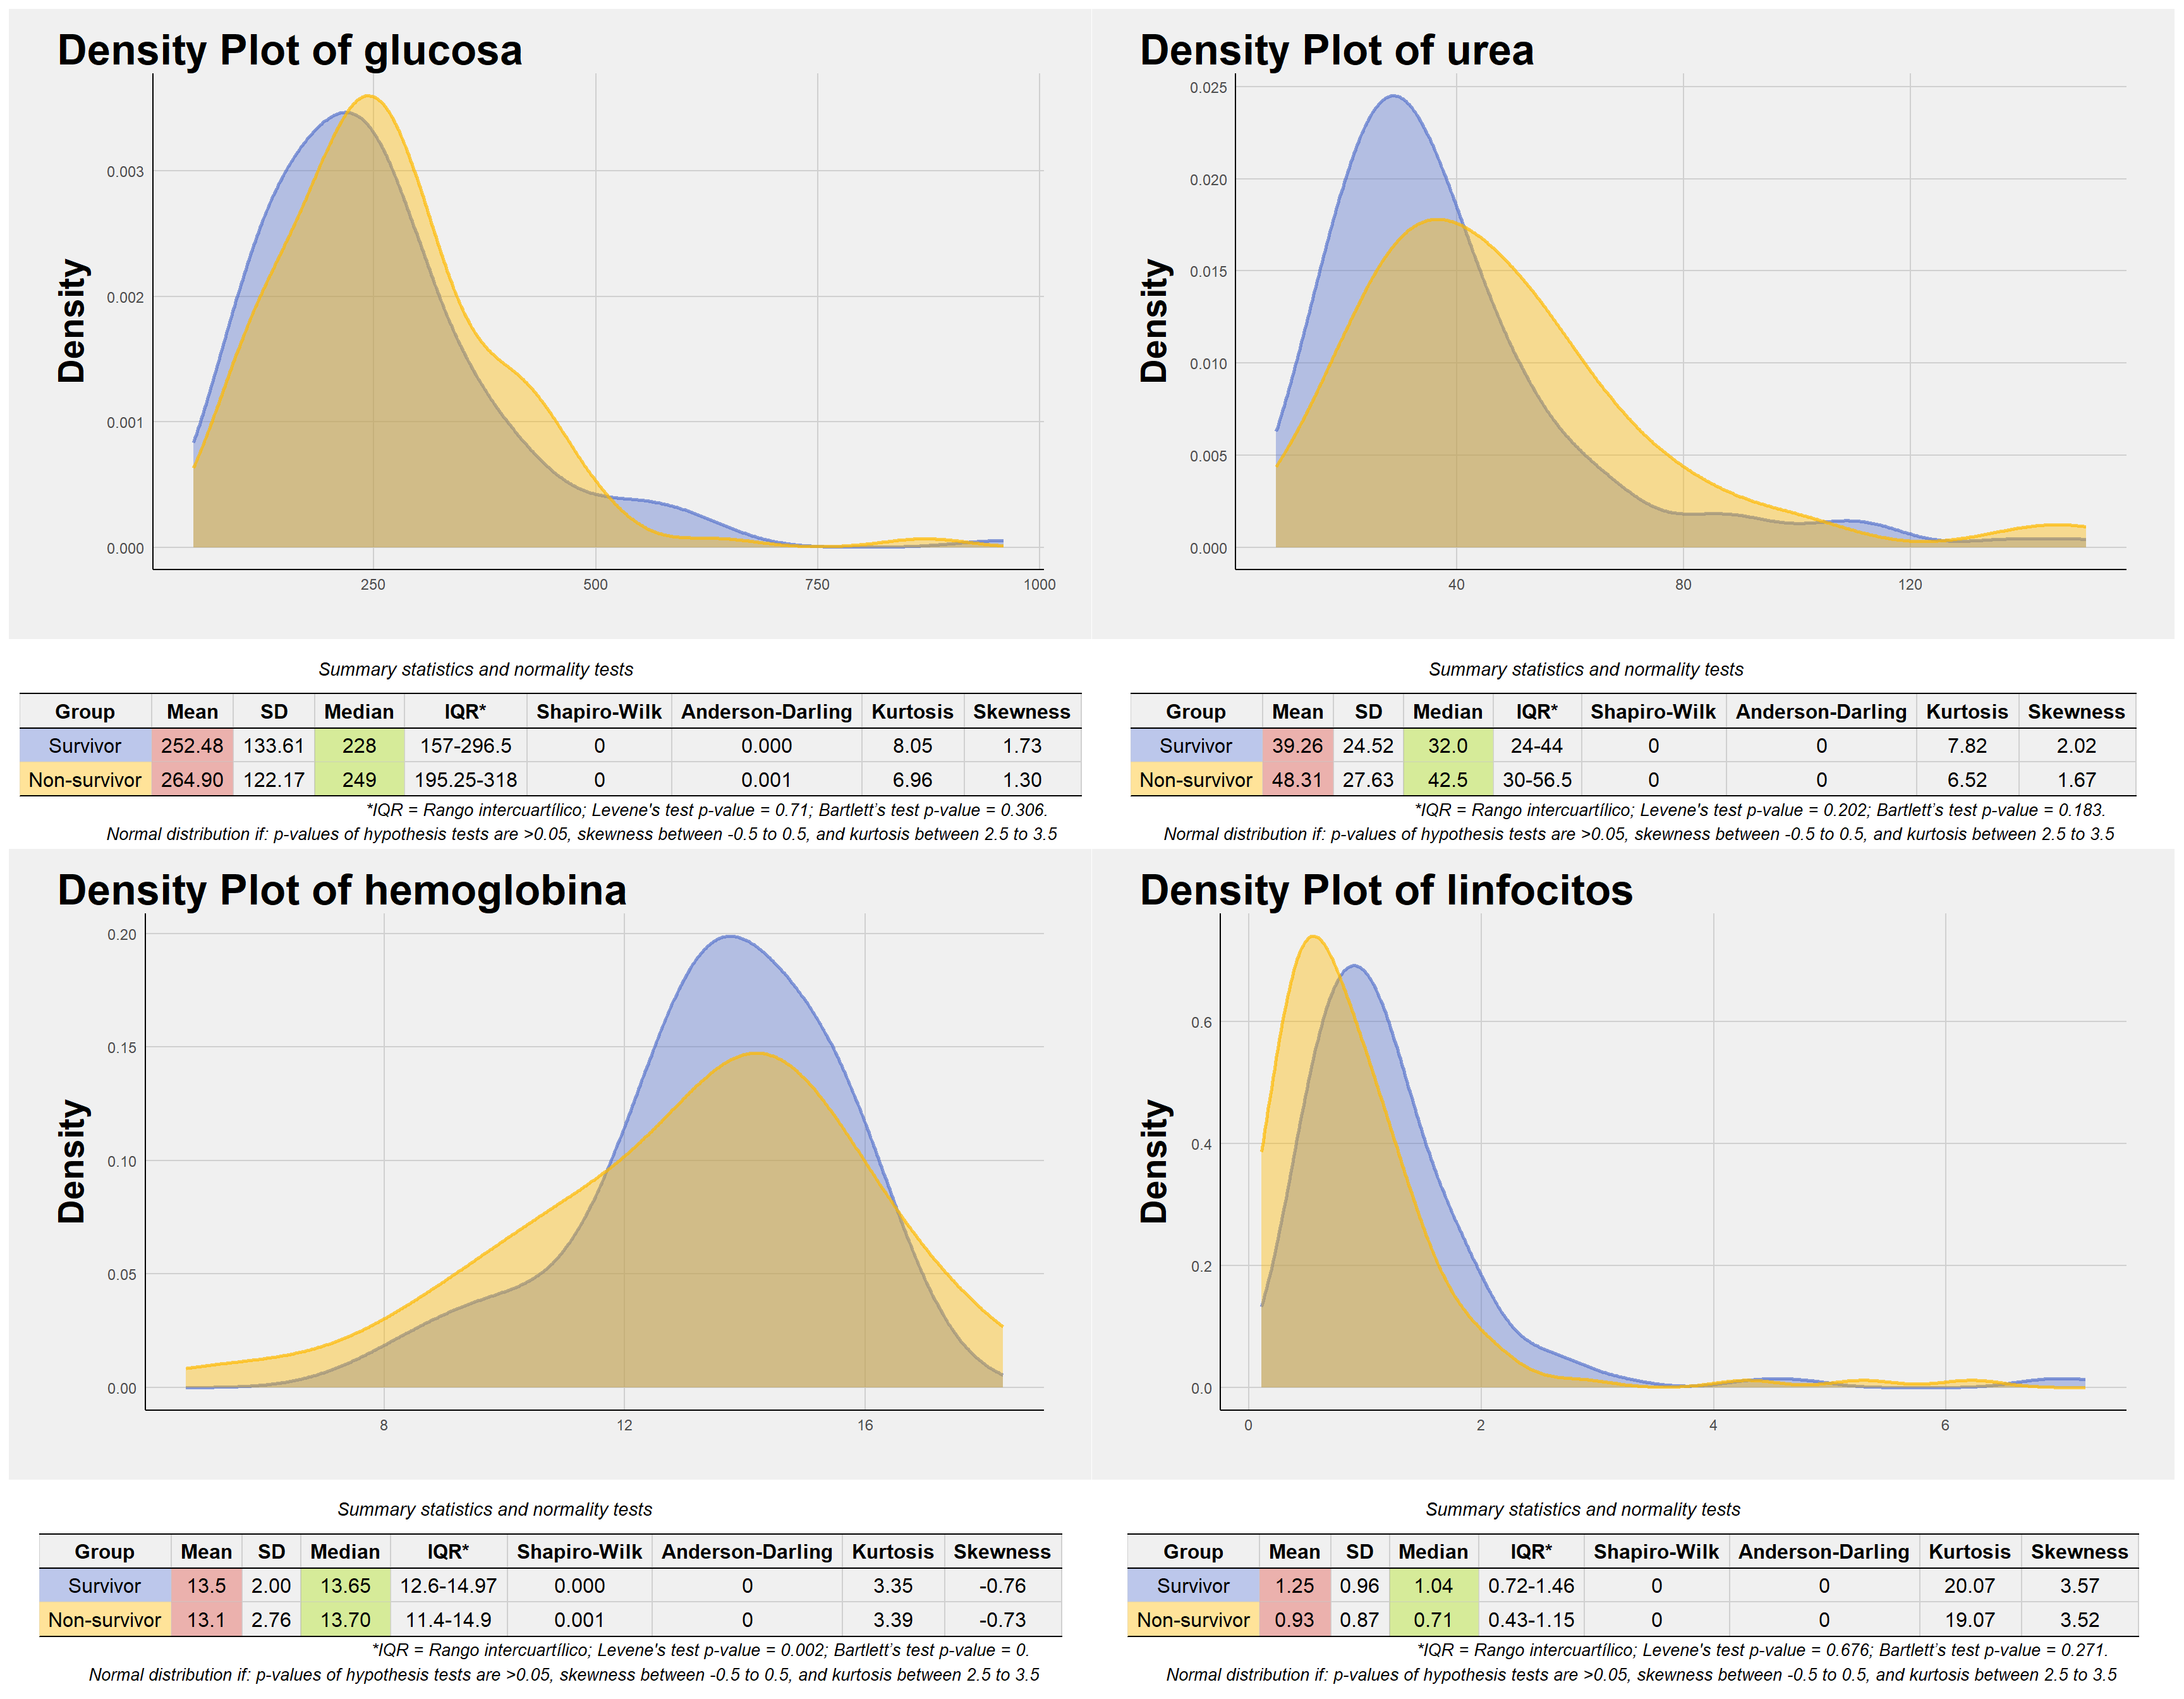 Density Plot of glucosa
Density
0.003
0.002
0.001
0.000
250 500 750 1000
Summary statistics and normality tests
Group Mean SD Median IQR* Shapiro-Wilk Anderson-Darling Kurtosis Skewness
Survivor 252.48 133.61 228 157-296.5 0 0.000 8.05 1.73
Non-survivor 264.90 122.17 249 195.25-318 0 0.001 6.96 1.30
*IQR = Rango intercuartílico; Levene's test p-value = 0.71; Bartlett's test p-value = 0.306.
Normal distribution if: p-values of hypothesis tests are >0.05, skewness between -0.5 to 0.5, and kurtosis between 2.5 to 3.5
Density Plot of urea
Density
0.025
0.020
0.015
0.010
0.005
0.000
40 80 120
Summary statistics and normality tests
Group Mean SD Median IQR* Shapiro-Wilk Anderson-Darling Kurtosis Skewness
Survivor 39.26 24.52 32.0 24-44 0 0 7.82 2.02
Non-survivor 48.31 27.63 42.5 30-56.5 0 0 6.52 1.67
*IQR = Rango intercuartílico; Levene's test p-value = 0.202; Bartlett's test p-value = 0.183.
Normal distribution if: p-values of hypothesis tests are >0.05, skewness between -0.5 to 0.5, and kurtosis between 2.5 to 3.5
Density Plot of hemoglobina
Density
0.20
0.15
0.10
0.05
0.00
8 12 16
Summary statistics and normality tests
Group Mean SD Median IQR* Shapiro-Wilk Anderson-Darling Kurtosis Skewness
Survivor 13.5 2.00 13.65 12.6-14.97 0.000 0 3.35 -0.76
Non-survivor 13.1 2.76 13.70 11.4-14.9 0.001 0 3.39 -0.73
*IQR = Rango intercuartílico; Levene's test p-value = 0.002; Bartlett's test p-value = 0.
Normal distribution if: p-values of hypothesis tests are >0.05, skewness between -0.5 to 0.5, and kurtosis between 2.5 to 3.5
Density Plot of linfocitos
Density
0.6
0.4
0.2
0.0
0 2 4 6
Summary statistics and normality tests
Group Mean SD Median IQR* Shapiro-Wilk Anderson-Darling Kurtosis Skewness
Survivor 1.25 0.96 1.04 0.72-1.46 0 0 20.07 3.57
Non-survivor 0.93 0.87 0.71 0.43-1.15 0 0 19.07 3.52
*IQR = Rango intercuartílico; Levene's test p-value = 0.676; Bartlett's test p-value = 0.271.
Normal distribution if: p-values of hypothesis tests are >0.05, skewness between -0.5 to 0.5, and kurtosis between 2.5 to 3.5